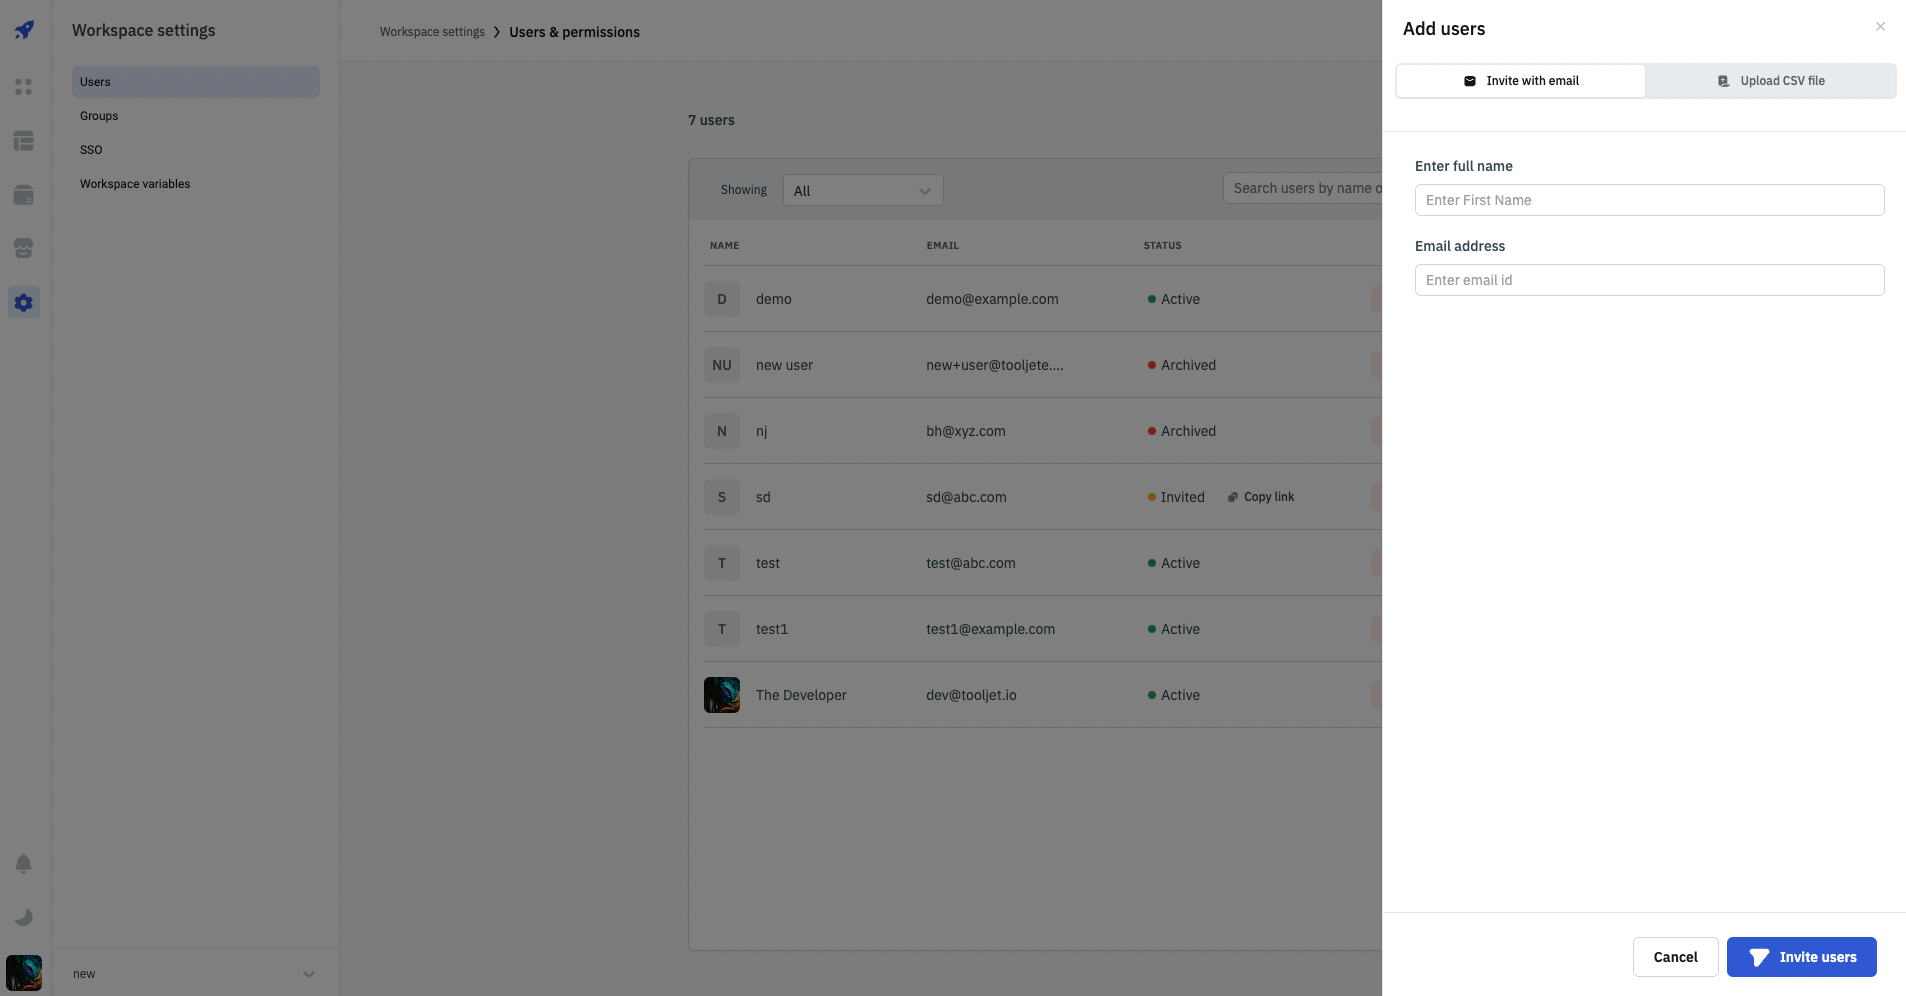 Workspace settings
Users
Groups
SSO
Workspace variables
new
Workspace settings > Users & permissions
7 users
Showing All Search users by name o
NAME EMAIL STATUS
D demo demo@example.com Active
NU new user new+user@tooljete.... Archived
N nj bh@xyz.com Archived
S sd sd@abc.com Invited Copy link
T test test@abc.com Active
T test1 test1@example.com Active
The Developer dev@tooljet.io Active
Add users
Invite with email Upload CSV file
Enter full name
Enter First Name
Email address
Enter email id
Cancel Invite users